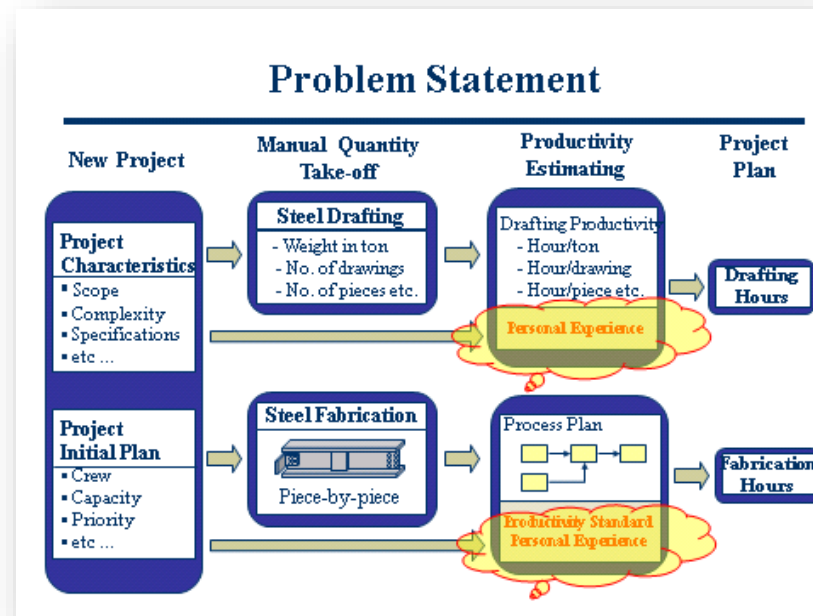 Problem Statement
New Project
Manual Quantity
Take-off
Productivity
Estimating
Project
Plan
Project
Characteristics
▪ Scope
▪ Complexity
▪ Specifications
▪ etc ...
Steel Drafting
- Weight in ton
- No. of drawings
- No. of pieces etc.
Drafting Productivity
- Hour/ton
- Hour/drawing
- Hour/piece etc.
Personal Experience
Drafting
Hours
Project
Initial Plan
▪ Crew
▪ Capacity
▪ Priority
▪ etc ...
Steel Fabrication
Piece-by-piece
Process Plan
Productivity Standard
Personal Experience
Fabrication
Hours